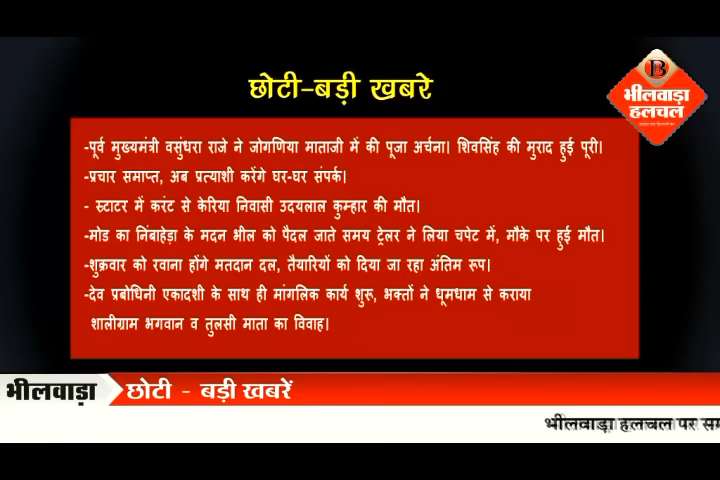 छोटी-बड़ी खबरे
B
भीलवाड़ा
हलचल
-पूर्व मुख्यमंत्री वसुंधरा राजे ने जोगणिया माताजी में की पूजा अर्चना। शिवसिंह की मुराद हुई पूरी।
-प्रचार समाप्त, अब प्रत्याशी करेंगे घर-घर संपर्क।
- स्टाटर में करंट से केरिया निवासी उदयलाल कुम्हार की मौत।
-मोड का निंबाहेड़ा के मदन भील को पैदल जाते समय ट्रेलर ने लिया चपेट में, मौके पर हुई मौत।
-शुक्रवार को रवाना होंगे मतदान दल, तैयारियों को दिया जा रहा अंतिम रूप।
-देव प्रबोधिनी एकादशी के साथ ही मांगलिक कार्य शुरू, भक्तों ने धूमधाम से कराया
शालीग्राम भगवान व तुलसी माता का विवाह।
भीलवाड़ा छोटी - बड़ी खबरें
भीलवाड़ा हलचल पर सम